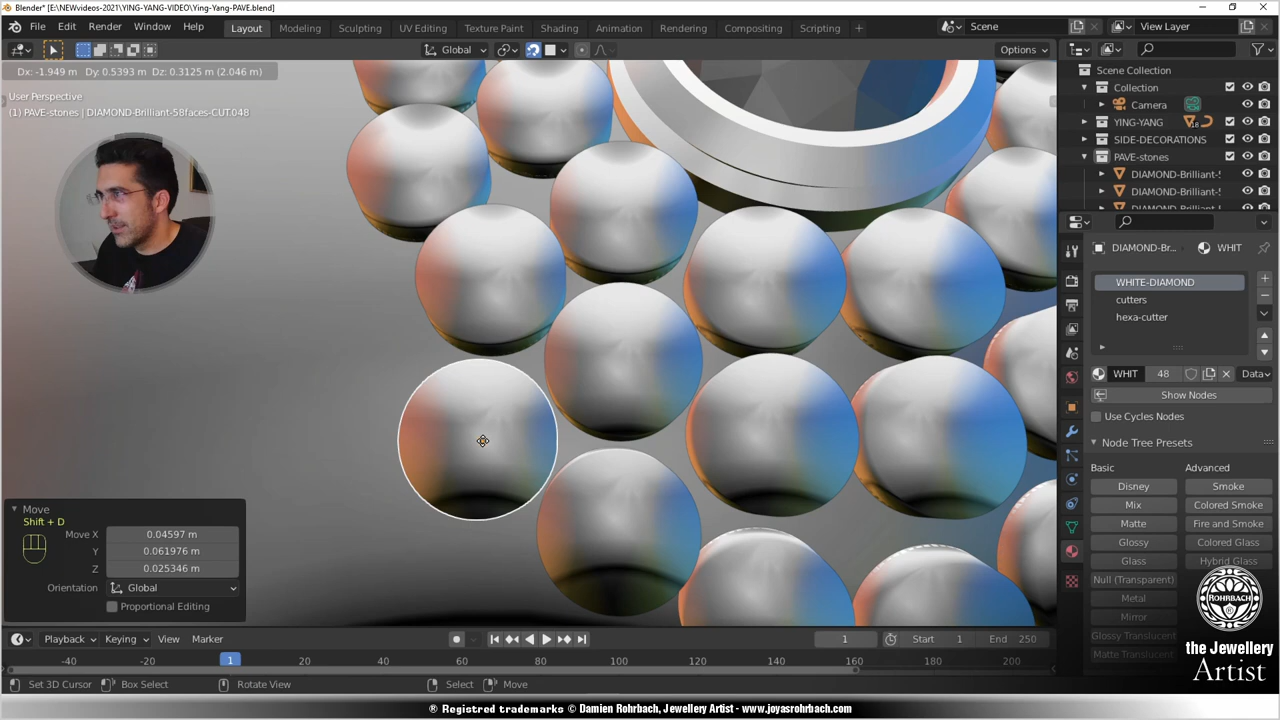 Blender* [E:\NEWvideos-2021\YING-YANG-VIDEO\Ying-Yang-PAVE.blend]
File Edit Render Window Help Layout Modeling Sculpting UV Editing Texture Paint Shading Animation Rendering Compositing Scripting + Scene View Layer
Global Options
Dx: -1.949 m Dy: 0.5393 m Dz: 0.3125 m (2.046 m)
User Perspective
(1) PAVE-stones | DIAMOND-Brilliant-58faces-CUT.048
Scene Collection
Collection
Camera
YING-YANG 18
SIDE-DECORATIONS
PAVE-stones
DIAMOND-Brilliant-
DIAMOND-Brilliant-
DIAMOND-Br... WHIT
WHITE-DIAMOND
cutters
hexa-cutter
WHIT 48 Data
Show Nodes
Use Cycles Nodes
Node Tree Presets
Basic Advanced
Disney Smoke
Mix Colored Smoke
Matte Fire and Smoke
Glossy Colored Glass
Glass Hybrid Glass
Null (Transparent)
Metal
Mirror
Glossy Translucent
Matte Translucent
Move
Shift + D
Move X 0.04597 m
Y 0.061976 m
Z 0.025346 m
Orientation Global
Proportional Editing
ROHRBACH
the Jewellery
Artist
Playback Keying View Marker 1 Start 1 End 250
-40 -20 1 20 40 60 80 100 120 140 160 180 200
Set 3D Cursor Box Select Rotate View Select Move
® Registered trademarks © Damien Rohrbach, Jewellery Artist - www.joyasrohrbach.com